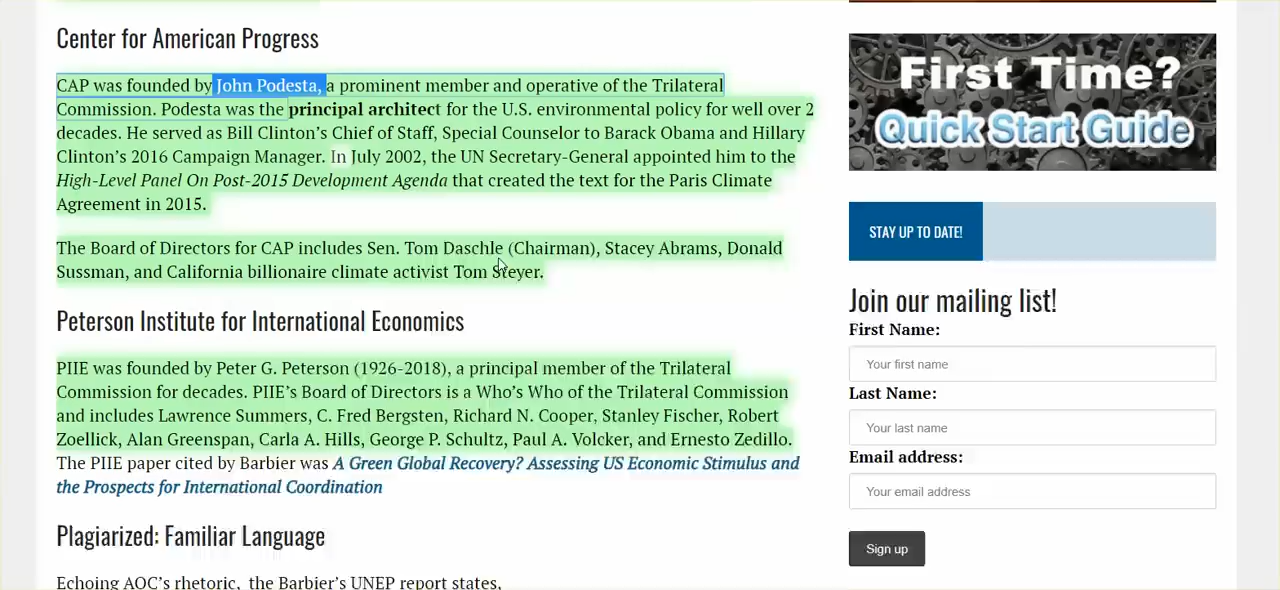 Center for American Progress
CAP was founded by John Podesta, a prominent member and operative of the Trilateral
Commission. Podesta was the principal architect for the U.S. environmental policy for well over 2
decades. He served as Bill Clinton’s Chief of Staff, Special Counselor to Barack Obama and Hillary
Clinton’s 2016 Campaign Manager. In July 2002, the UN Secretary-General appointed him to the
High-Level Panel On Post-2015 Development Agenda that created the text for the Paris Climate
Agreement in 2015.
The Board of Directors for CAP includes Sen. Tom Daschle (Chairman), Stacey Abrams, Donald
Sussman, and California billionaire climate activist Tom Steyer.
Peterson Institute for International Economics
PIIE was founded by Peter G. Peterson (1926-2018), a principal member of the Trilateral
Commission for decades. PIIE’s Board of Directors is a Who’s Who of the Trilateral Commission
and includes Lawrence Summers, C. Fred Bergsten, Richard N. Cooper, Stanley Fischer, Robert
Zoellick, Alan Greenspan, Carla A. Hills, George P. Schultz, Paul A. Volcker, and Ernesto Zedillo.
The PIIE paper cited by Barbier was A Green Global Recovery? Assessing US Economic Stimulus and
the Prospects for International Coordination
Plagiarized: Familiar Language
Echoing AOC’s rhetoric, the Barbier’s UNEP report states,
First Time?
Quick Start Guide
STAY UP TO DATE!
Join our mailing list!
First Name:
Your first name
Last Name:
Your last name
Email address:
Your email address
Sign up